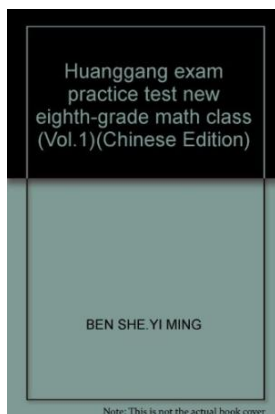 Huanggang exam
practice test new
eighth-grade math class
(Vol.1)(Chinese Edition)
BEN SHE.YI MING
Note: This is not the actual book cover